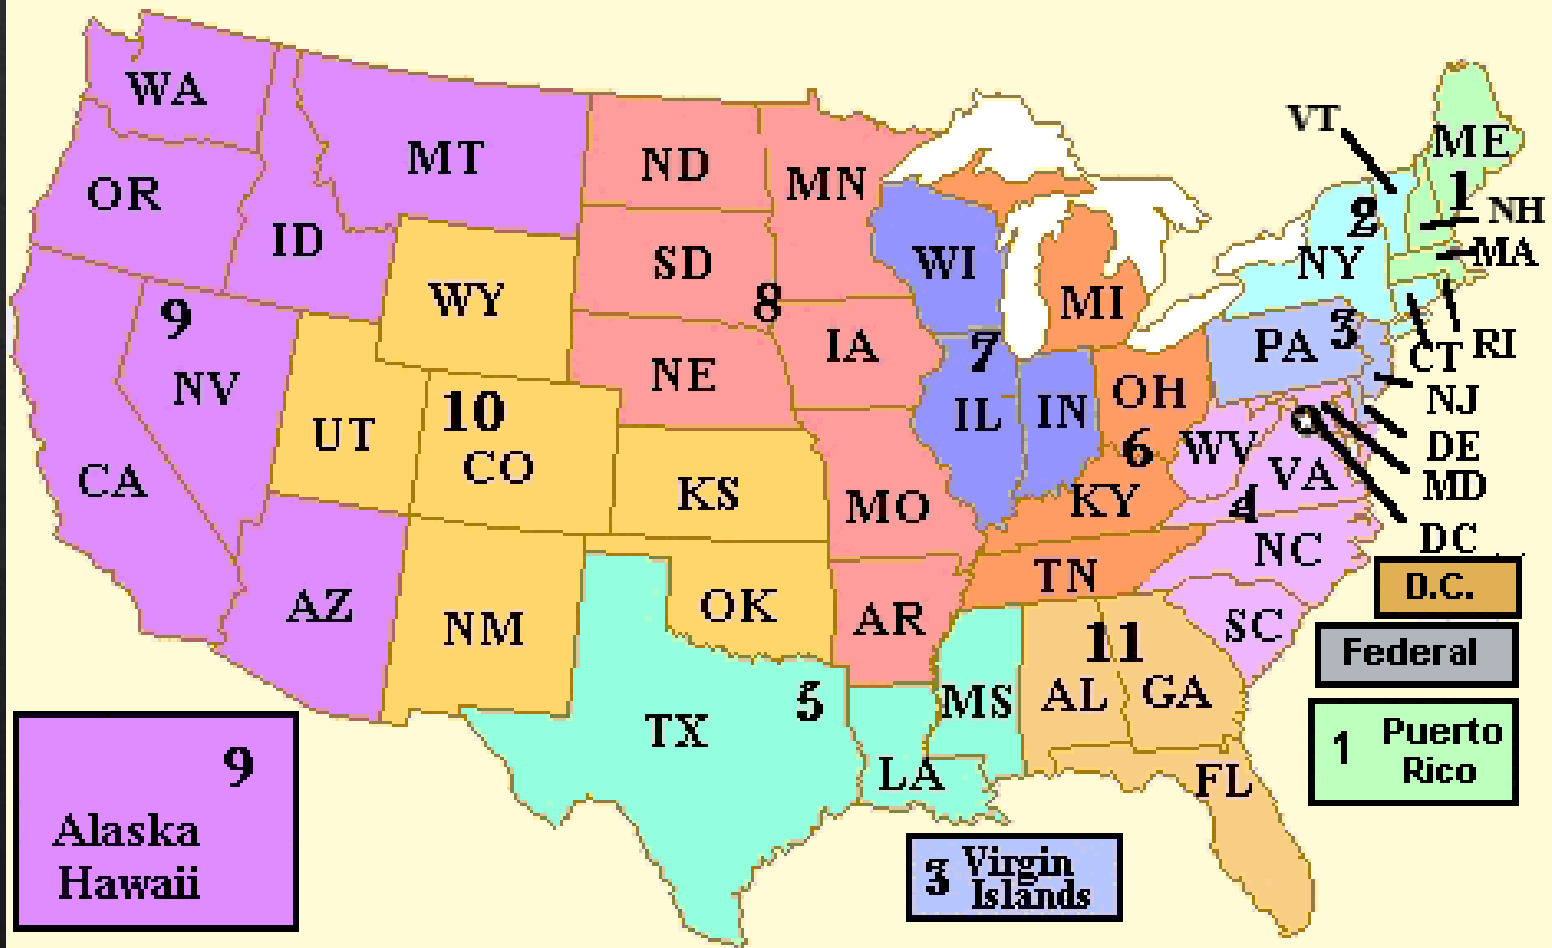 WA
MT
ND
MN
VT
ME
OR
ID
SD
WI
MI
NY
2
1
NH
MA
9
WY
8
IA
7
PA
3
CT
RI
NV
NE
OH
NJ
UT
10
CO
IL
IN
6
WV
VA
DE
MD
CA
KS
MO
KY
4
DC
AZ
NM
OK
AR
TN
NC
D.C.
SC
Federal
TX
5
LA
MS
11
AL
GA
FL
1 Puerto
Rico
9
Alaska
Hawaii
3 Virgin
Islands